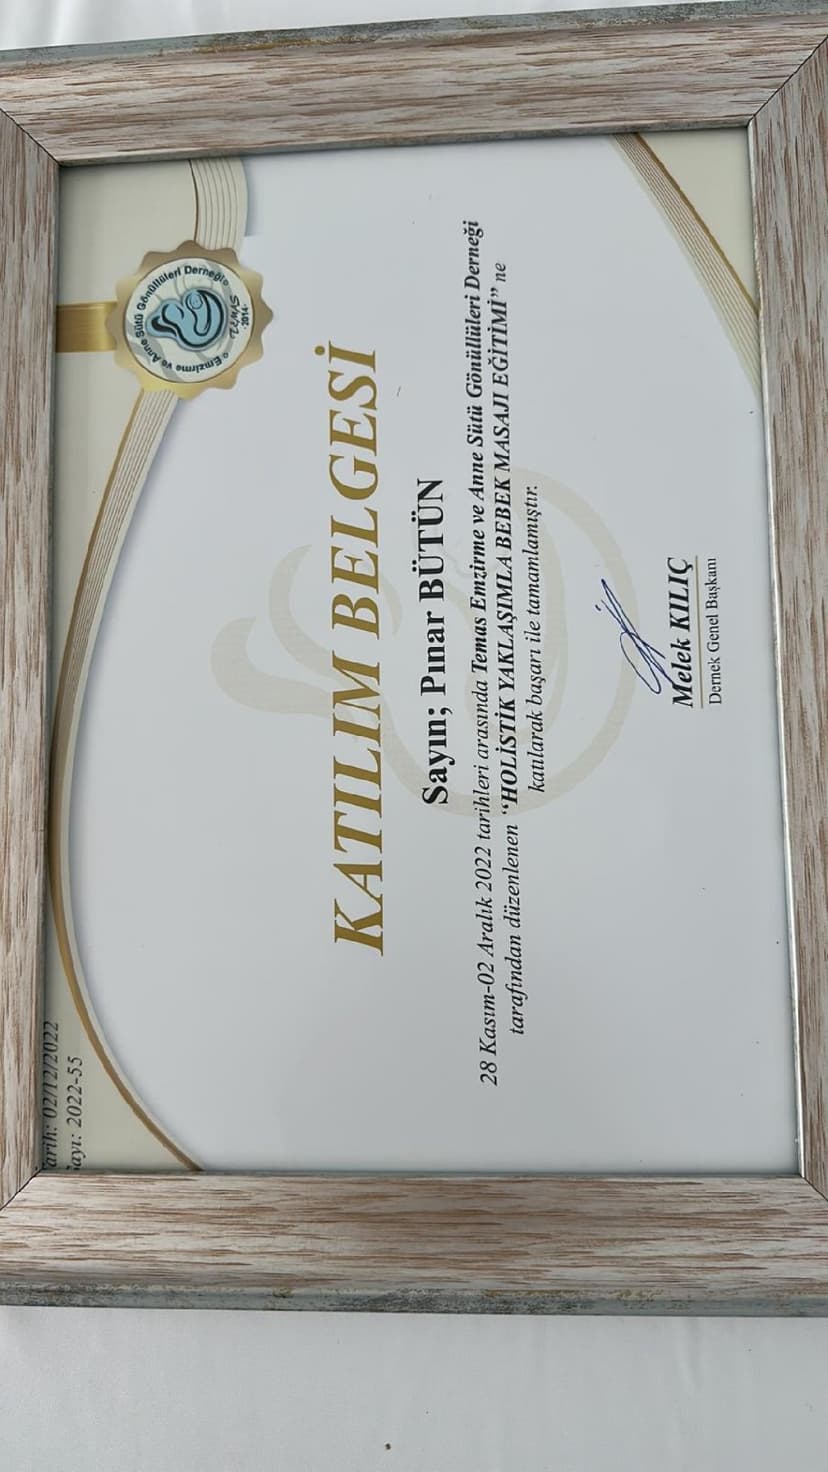 arih: 02/12/2022
ayı: 2022-55
Emzirme ve Anne Sütü Gönüllüleri Derneği
2014
KATILIM BELGESİ
Sayın; Pınar BÜTÜN
28 Kasım-02 Aralık 2022 tarihleri arasında Temas Emzirme ve Anne Sütü Gönüllüleri Derneği
tarafından düzenlenen “HOLİSTİK YAKLAŞIMLA BEBEK MASAJI EĞİTİMİ” ne
katılarak başarı ile tamamlamıştır.
Melek KILIÇ
Dernek Genel Başkanı